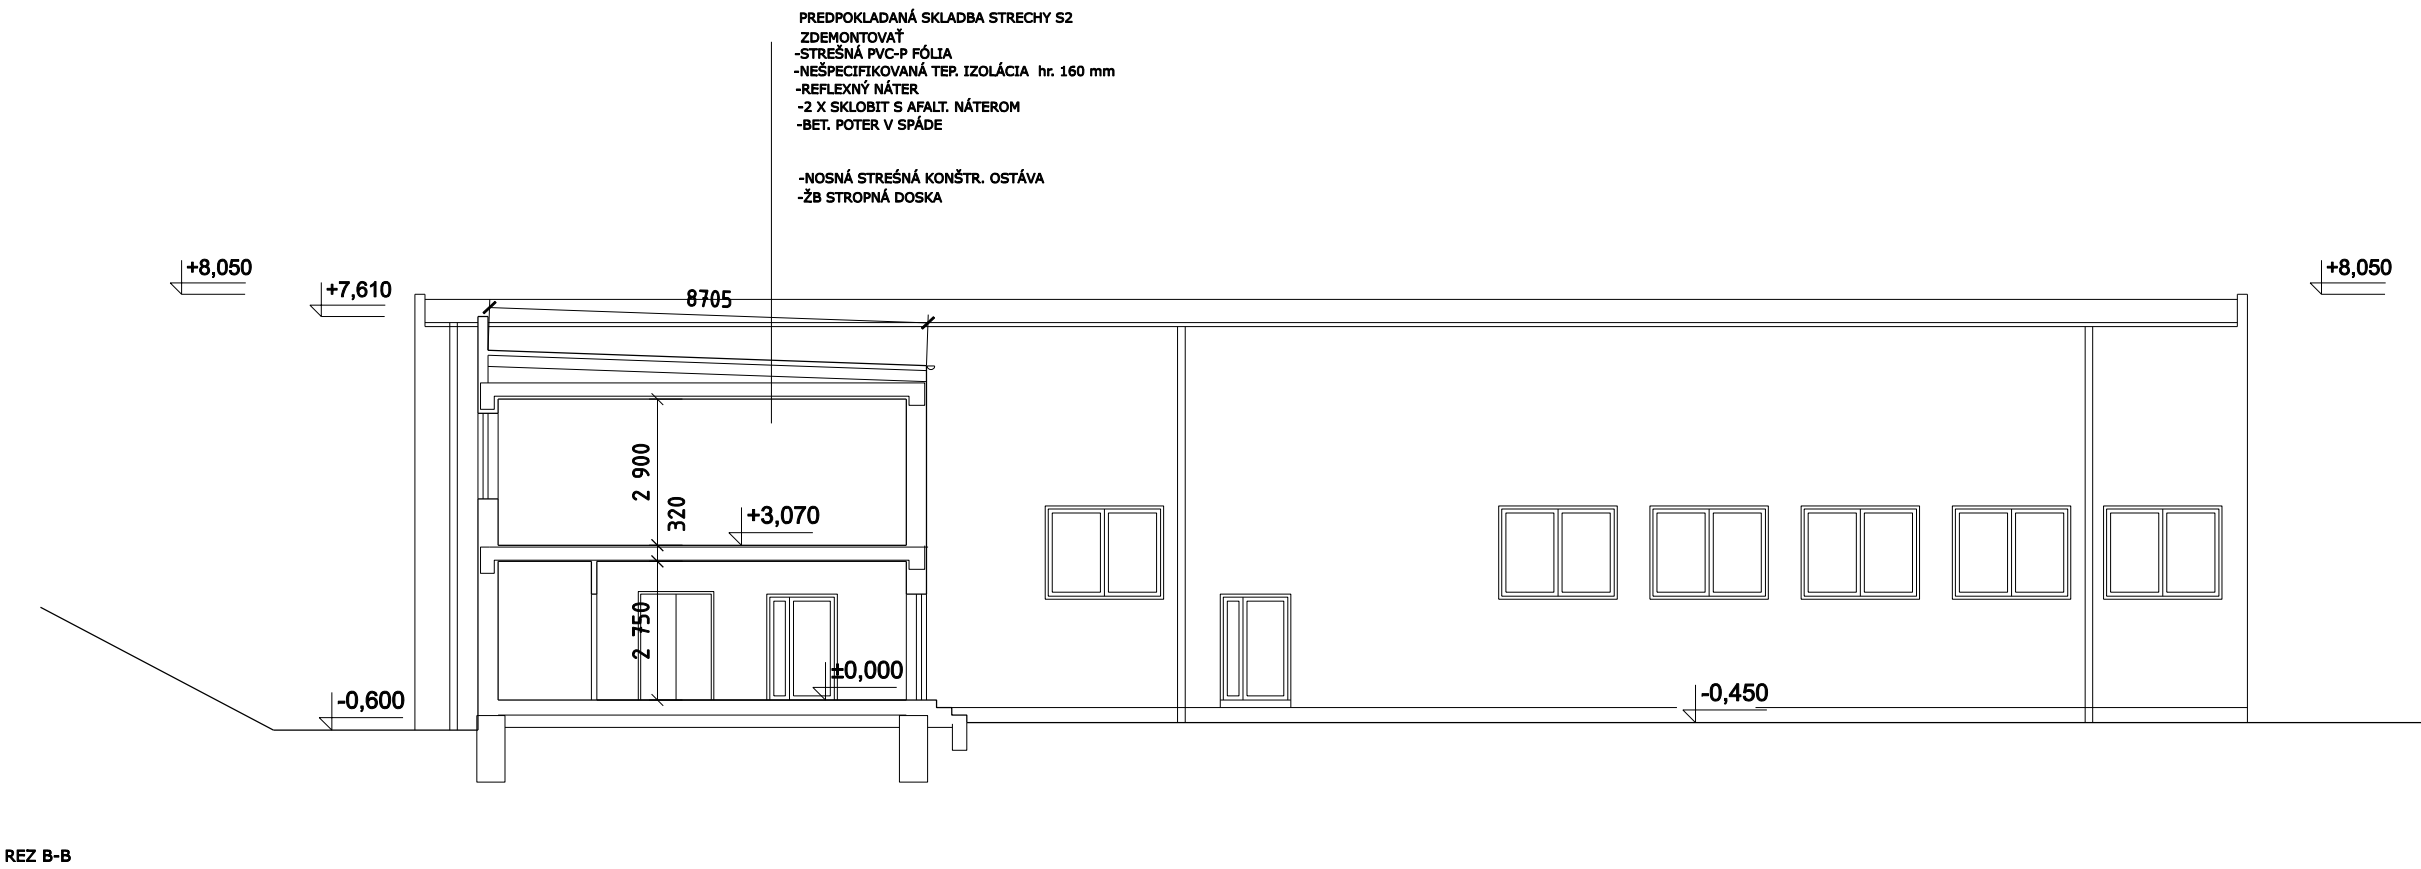 PREDPOKLADANÁ SKLADBA STRECHY S2
ZDEMONTOVAŤ
-STREŠNÁ PVC-P FÓLIA
-NEŠPECIFIKOVANÁ TEP. IZOLÁCIA hr. 160 mm
-REFLEXNÝ NÁTER
-2 X SKLOBIT S AFALT. NÁTEROM
-BET. POTER V SPÁDE
-NOSNÁ STREŚNÁ KONŠTR. OSTÁVA
-ŽB STROPNÁ DOSKA
+8,050
+7,610
8705
+8,050
2 900
320
+3,070
2 750
±0,000
-0,600
-0,450
REZ B-B